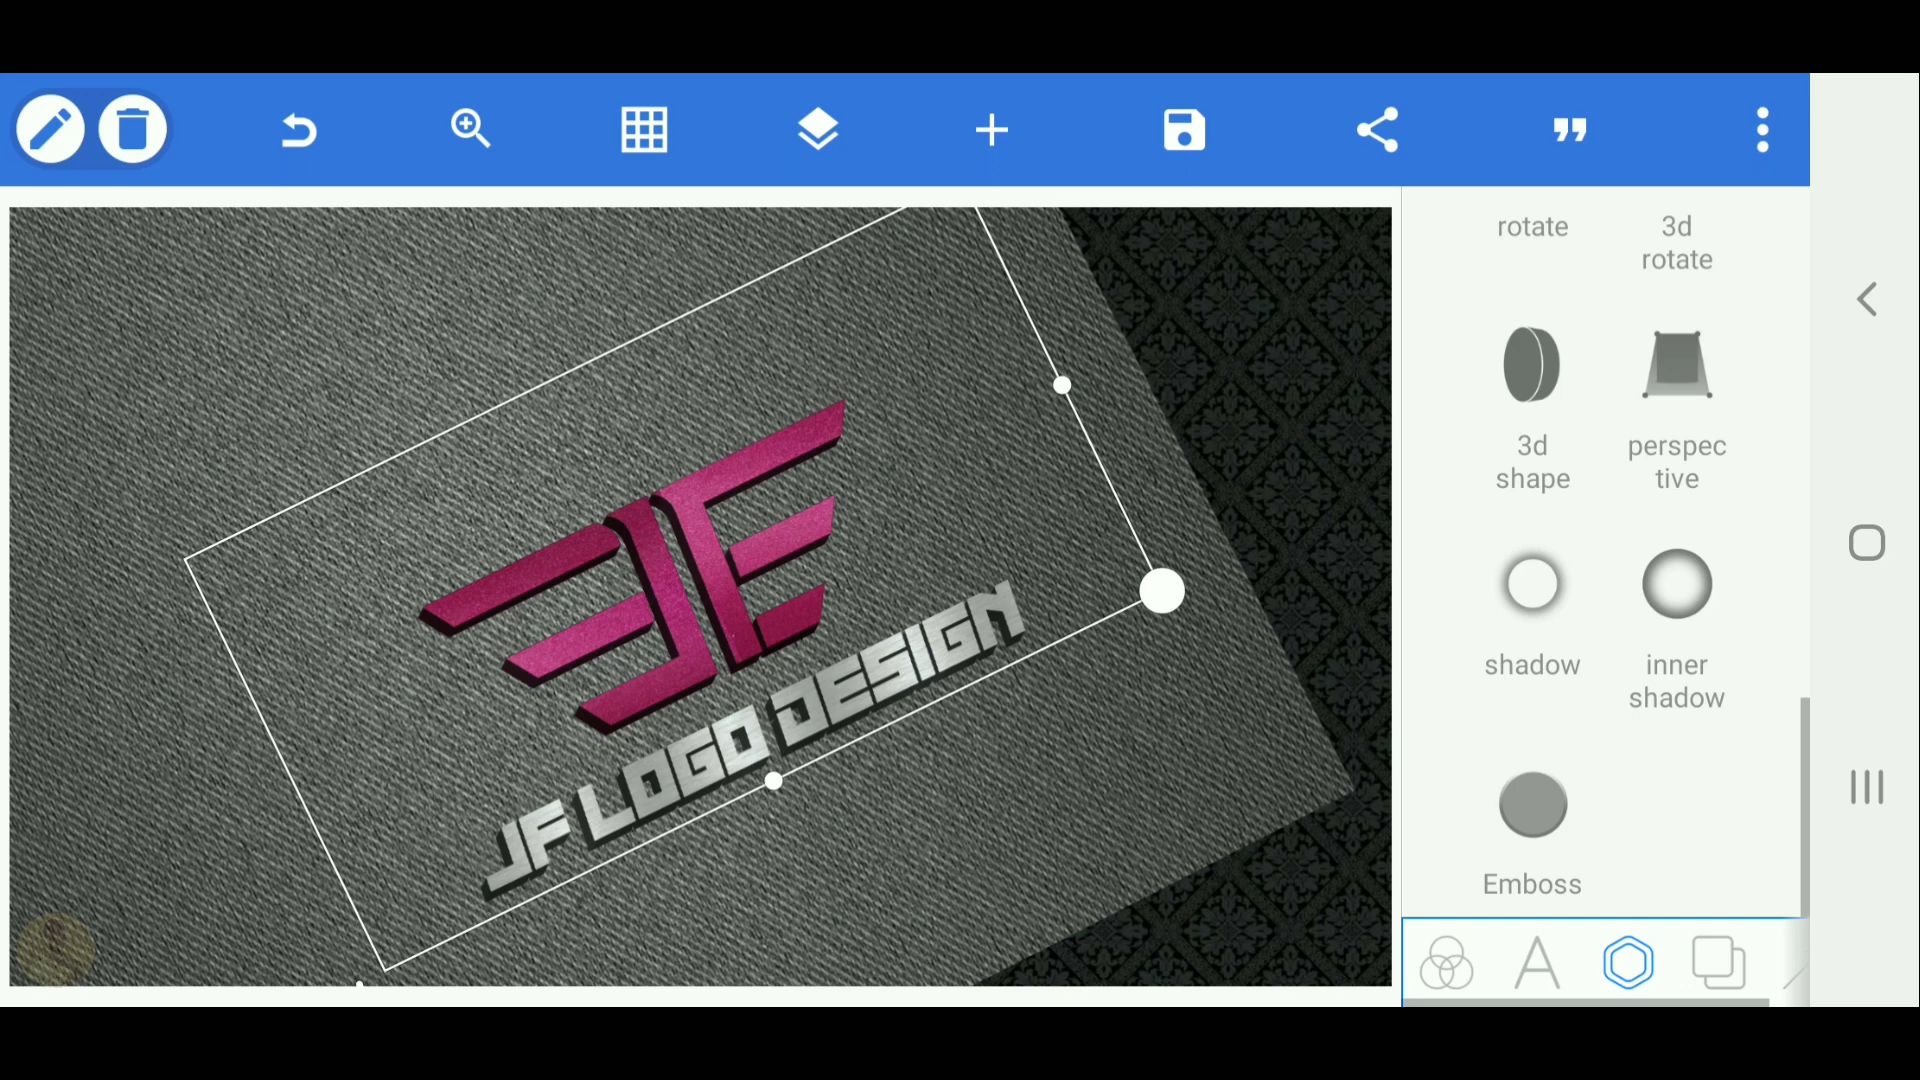 rotate
3d
rotate
3d
shape
perspec
tive
shadow
inner
shadow
Emboss
JF LOGO DESIGN